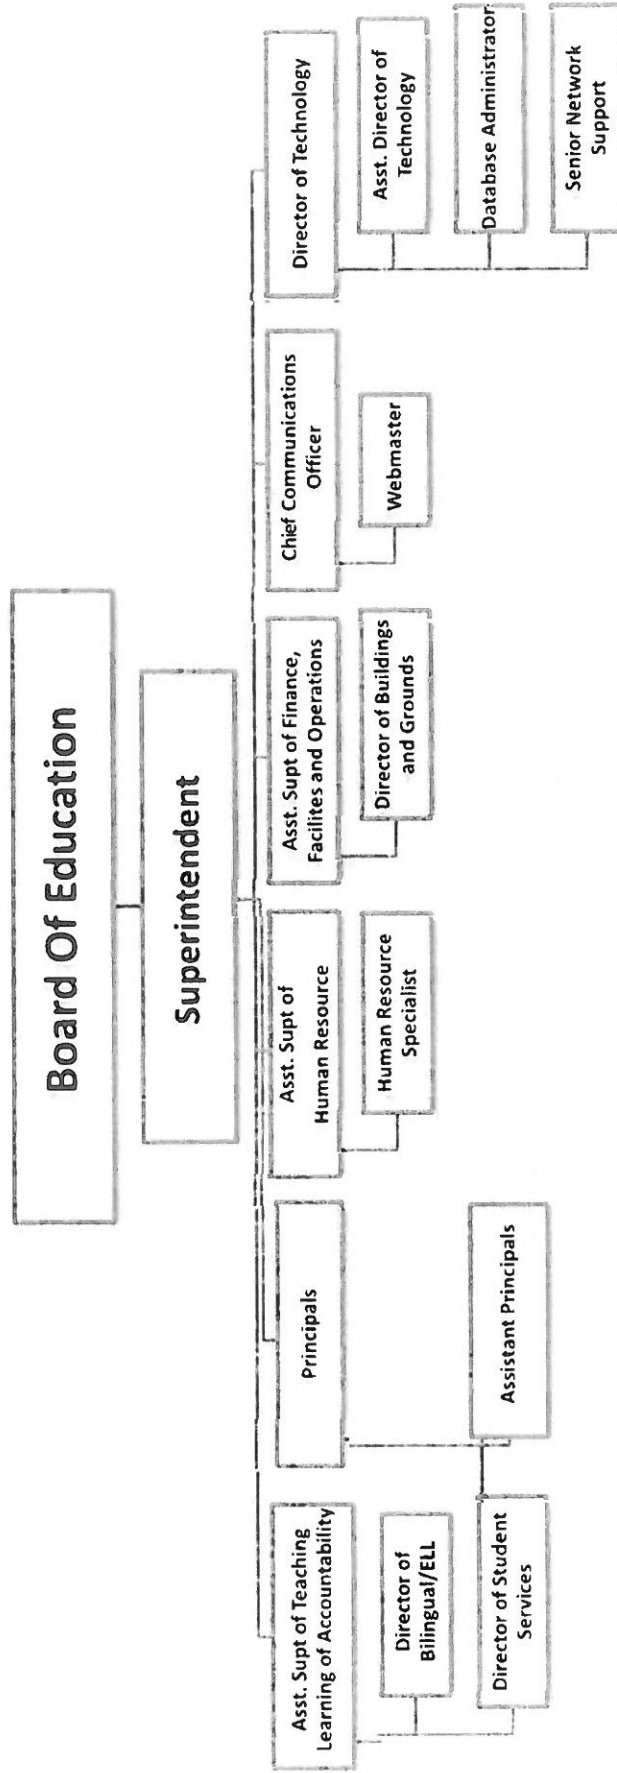 Board Of Education
Superintendent
Asst. Supt of Teaching
Learning of Accountability
Director of
Bilingual/ELL
Director of Student
Services
Principals
Assistant Principals
Asst. Supt of
Human Resource
Human Resource
Specialist
Asst. Supt of Finance,
Facilites and Operations
Director of Buildings
and Grounds
Chief Communications
Officer
Webmaster
Director of Technology
Asst. Director of
Technology
Database Administrator
Senior Network
Support